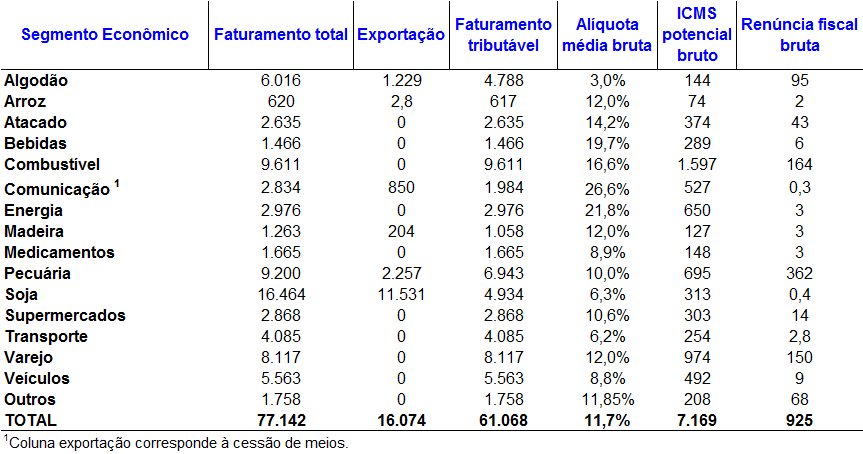 Segmento Econômico Faturamento total Exportação Faturamento tributável Alíquota média bruta ICMS potencial bruto Renúncia fiscal bruta
Algodão 6.016 1.229 4.788 3,0% 144 95
Arroz 620 2,8 617 12,0% 74 2
Atacado 2.635 0 2.635 14,2% 374 43
Bebidas 1.466 0 1.466 19,7% 289 6
Combustível 9.611 0 9.611 16,6% 1.597 164
Comunicação 1 2.834 850 1.984 26,6% 527 0,3
Energia 2.976 0 2.976 21,8% 650 3
Madeira 1.263 204 1.058 12,0% 127 3
Medicamentos 1.665 0 1.665 8,9% 148 3
Pecuária 9.200 2.257 6.943 10,0% 695 362
Soja 16.464 11.531 4.934 6,3% 313 0,4
Supermercados 2.868 0 2.868 10,6% 303 14
Transporte 4.085 0 4.085 6,2% 254 2,8
Varejo 8.117 0 8.117 12,0% 974 150
Veículos 5.563 0 5.563 8,8% 492 9
Outros 1.758 0 1.758 11,85% 208 68
TOTAL 77.142 16.074 61.068 11,7% 7.169 925
1Coluna exportação corresponde à cessão de meios.